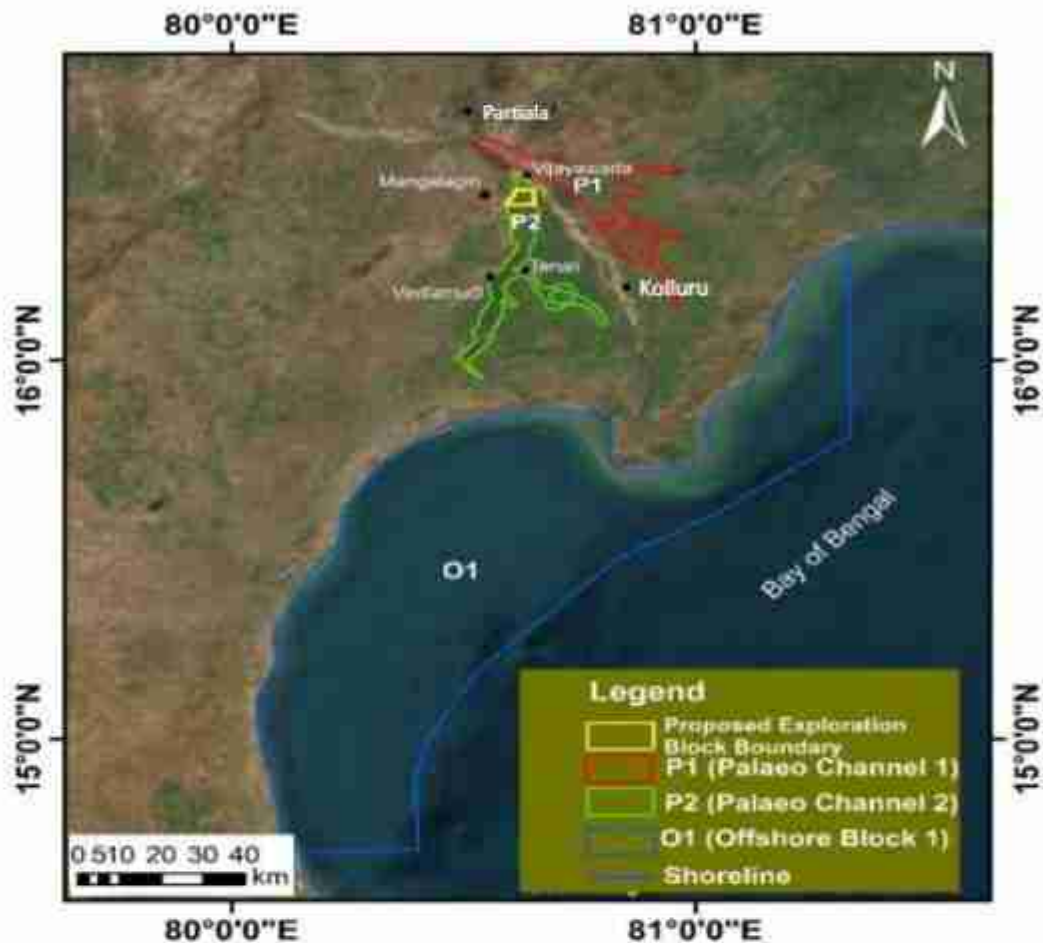 80°0'0"E
81°0'0"E
N
Partiala
Vijayawada
P1
Mangalagiri
P2
Tenali
Kolluru
16°0'0"N
16°0'0"N
O1
Bay of Bengal
15°0'0"N
15°0'0"N
Legend
Proposed Exploration
Block Boundary
P1 (Palaeo Channel 1)
P2 (Palaeo Channel 2)
O1 (Offshore Block 1)
Shoreline
0 5 10 20 30 40
km
80°0'0"E
81°0'0"E